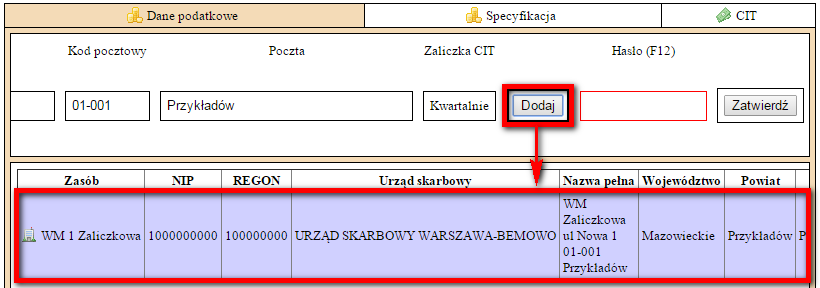 Dane podatkowe Specyfikacja CIT
Kod pocztowy Poczta Zaliczka CIT Hasło (F12)
01-001 Przykładów Kwartalnie Dodaj Zatwierdź
Zasób NIP REGON Urząd skarbowy Nazwa pełna Województwo Powiat
WM 1 Zaliczkowa 1000000000 100000000 URZĄD SKARBOWY WARSZAWA-BEMOWO
WM
Zaliczkowa
ul Nowa 1
01-001
Przykładów
Mazowieckie Przykładów P